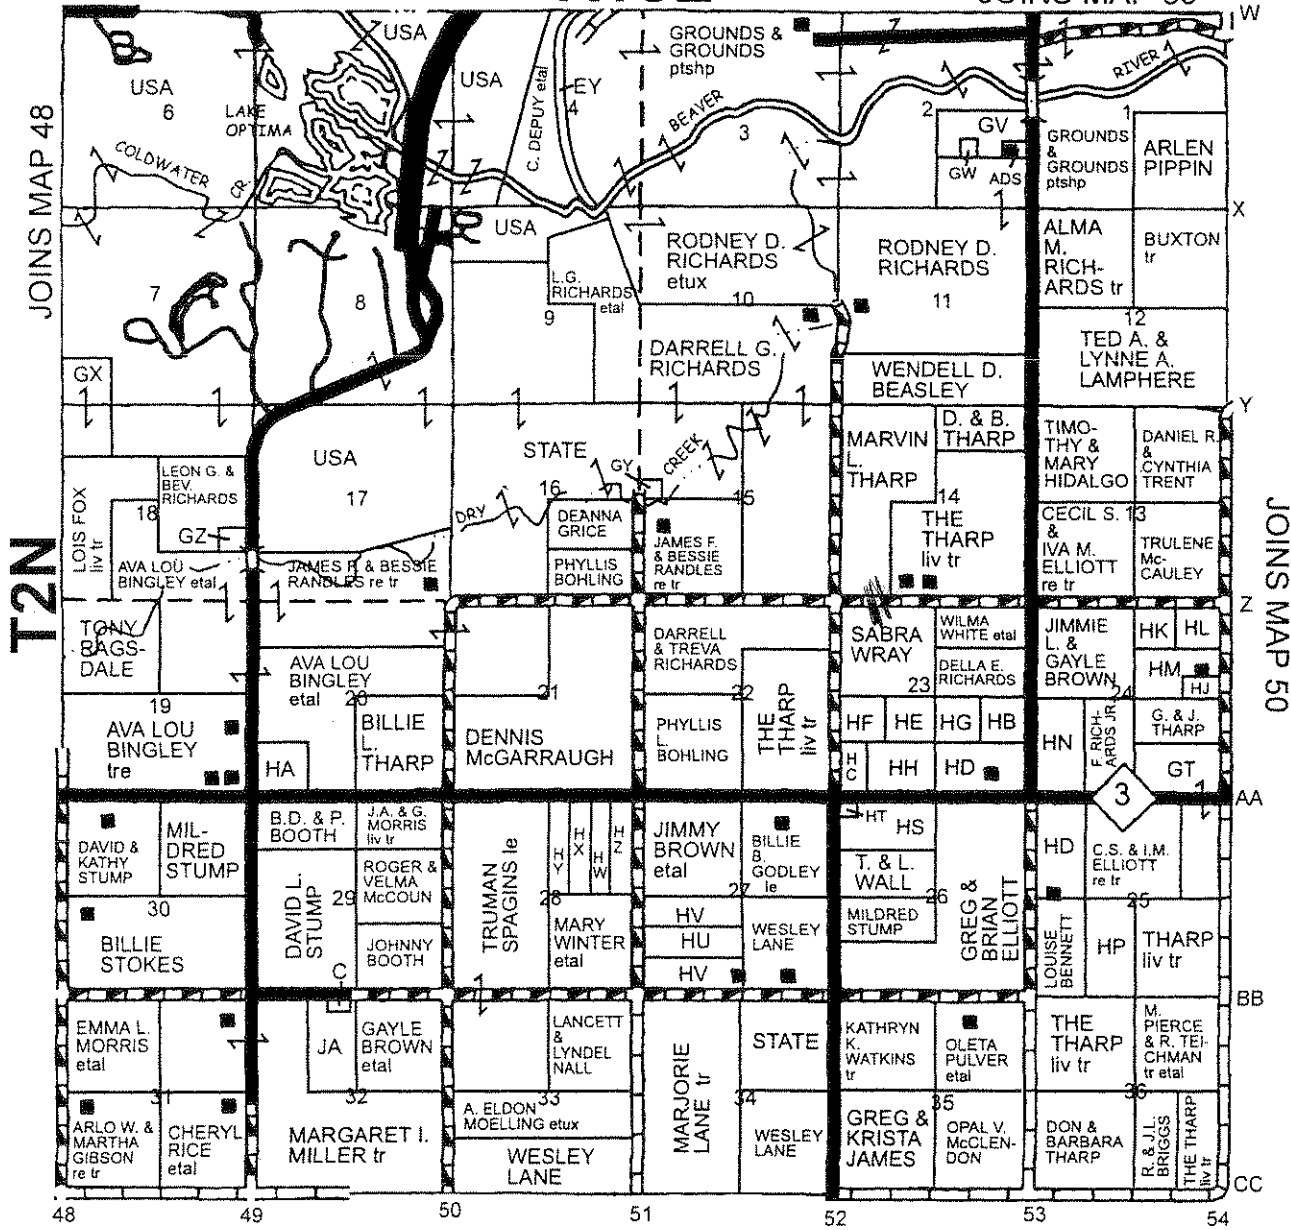 W
JOINS MAP 48
T2N
JOINS MAP 50
USA
6
LAKE
OPTIMA
COLDWATER
CR.
USA
USA
C. DEPUY etal
EY
4
GROUNDS &
GROUNDS
ptshp
BEAVER
3
RIVER
2
GV
GW
ADS
1
GROUNDS
&
GROUNDS
ptshp
ARLEN
PIPPIN
X
7
8
USA
L.G.
RICHARDS
etal
9
RODNEY D.
RICHARDS
etux
10
DARRELL G.
RICHARDS
RODNEY D.
RICHARDS
11
WENDELL D.
BEASLEY
ALMA
M.
RICH-
ARDS tr
BUXTON
tr
12
TED A. &
LYNNE A.
LAMPHERE
GX
Y
LOIS FOX
liv tr
18
LEON G. &
BEV.
RICHARDS
GZ
AVA LOU
BINGLEY etal
USA
17
JAMES F. & BESSIE
RANDLES re tr
STATE
16
DRY
CREEK
GY
DEANNA
GRICE
PHYLLIS
BOHLING
15
JAMES F.
& BESSIE
RANDLES
re tr
MARVIN
L.
THARP
D. & B.
THARP
14
THE
THARP
liv tr
TIMO-
THY &
MARY
HIDALGO
DANIEL R.
&
CYNTHIA
TRENT
13
CECIL S.
&
IVA M.
ELLIOTT
re tr
TRULENE
Mc-
CAULEY
Z
TONY
RAGS-
DALE
19
AVA LOU
BINGLEY
tre
AVA LOU
BINGLEY
etal
20
BILLIE
L.
THARP
HA
21
DENNIS
McGARRAUGH
DARRELL
& TREVA
RICHARDS
22
PHYLLIS
L.
BOHLING
THE
THARP
liv tr
SABRA
WRAY
WILMA
WHITE etal
DELLA E.
RICHARDS
23
HF
HE
HG
HB
H
C
HH
HD
JIMMIE
L. &
GAYLE
BROWN
HK
HL
HM
HJ
24
HN
F. RICH-
ARDS JR.
G. & J.
THARP
GT
3
AA
DAVID &
KATHY
STUMP
MIL-
DRED
STUMP
30
BILLIE
STOKES
B.D. & P.
BOOTH
J.A. & G.
MORRIS
liv tr
DAVID L.
STUMP
29
ROGER &
VELMA
McCOUN
JOHNNY
BOOTH
C
TRUMAN
SPAGINS le
HY
HX
HW
HZ
28
MARY
WINTER
etal
JIMMY
BROWN
etal
BILLIE
B.
GODLEY
le
27
HV
HU
HV
WESLEY
LANE
HT
HS
T. & L.
WALL
26
MILDRED
STUMP
GREG &
BRIAN
ELLIOTT
HD
C.S. & I.M.
ELLIOTT
re tr
25
LOUISE
BENNETT
HP
THARP
liv tr
BB
EMMA L.
MORRIS
etal
31
ARLO W. &
MARTHA
GIBSON
re tr
CHERYL
RICE
etal
JA
GAYLE
BROWN
etal
32
MARGARET I.
MILLER tr
LANCETT
&
LYNDEL
NALL
33
A. ELDON
MOELLING etux
WESLEY
LANE
MARJORIE
LANE tr
STATE
34
WESLEY
LANE
KATHRYN
K.
WATKINS
tr
OLETA
PULVER
etal
35
GREG &
KRISTA
JAMES
OPAL V.
McCLEN-
DON
THE
THARP
liv tr
M.
PIERCE
& R. TEI-
CHMAN
tr etal
36
DON &
BARBARA
THARP
R. & J.L.
BRIGGS
THE THARP
liv tr
CC
48
49
50
51
52
53
54